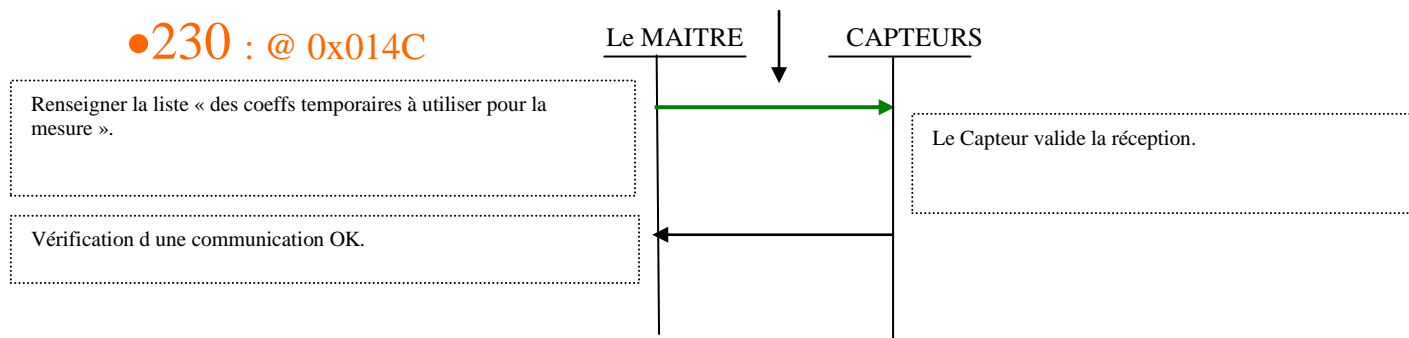 •230 : @ 0x014C
Le MAITRE
CAPTEURS
Renseigner la liste « des coeffs temporaires à utiliser pour la
mesure ».
Le Capteur valide la réception.
Vérification d une communication OK.